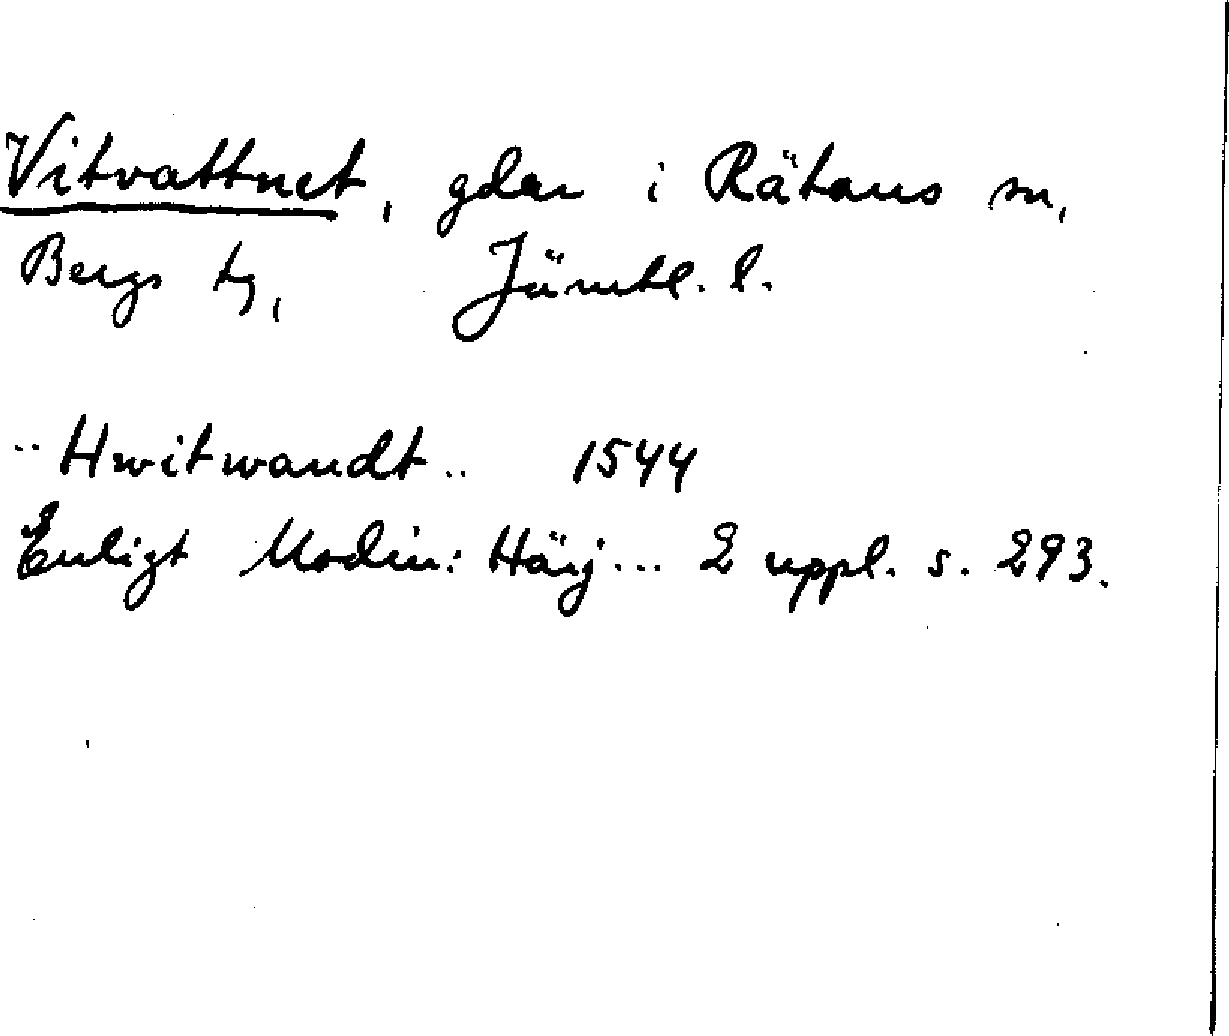 Vitvattnet, gdar i Rätans sn,
Bergs tg, Jämtl. l.
..Hwitwandt.. 1544
Enligt Modin: Härj... 2 uppl. s. 293.